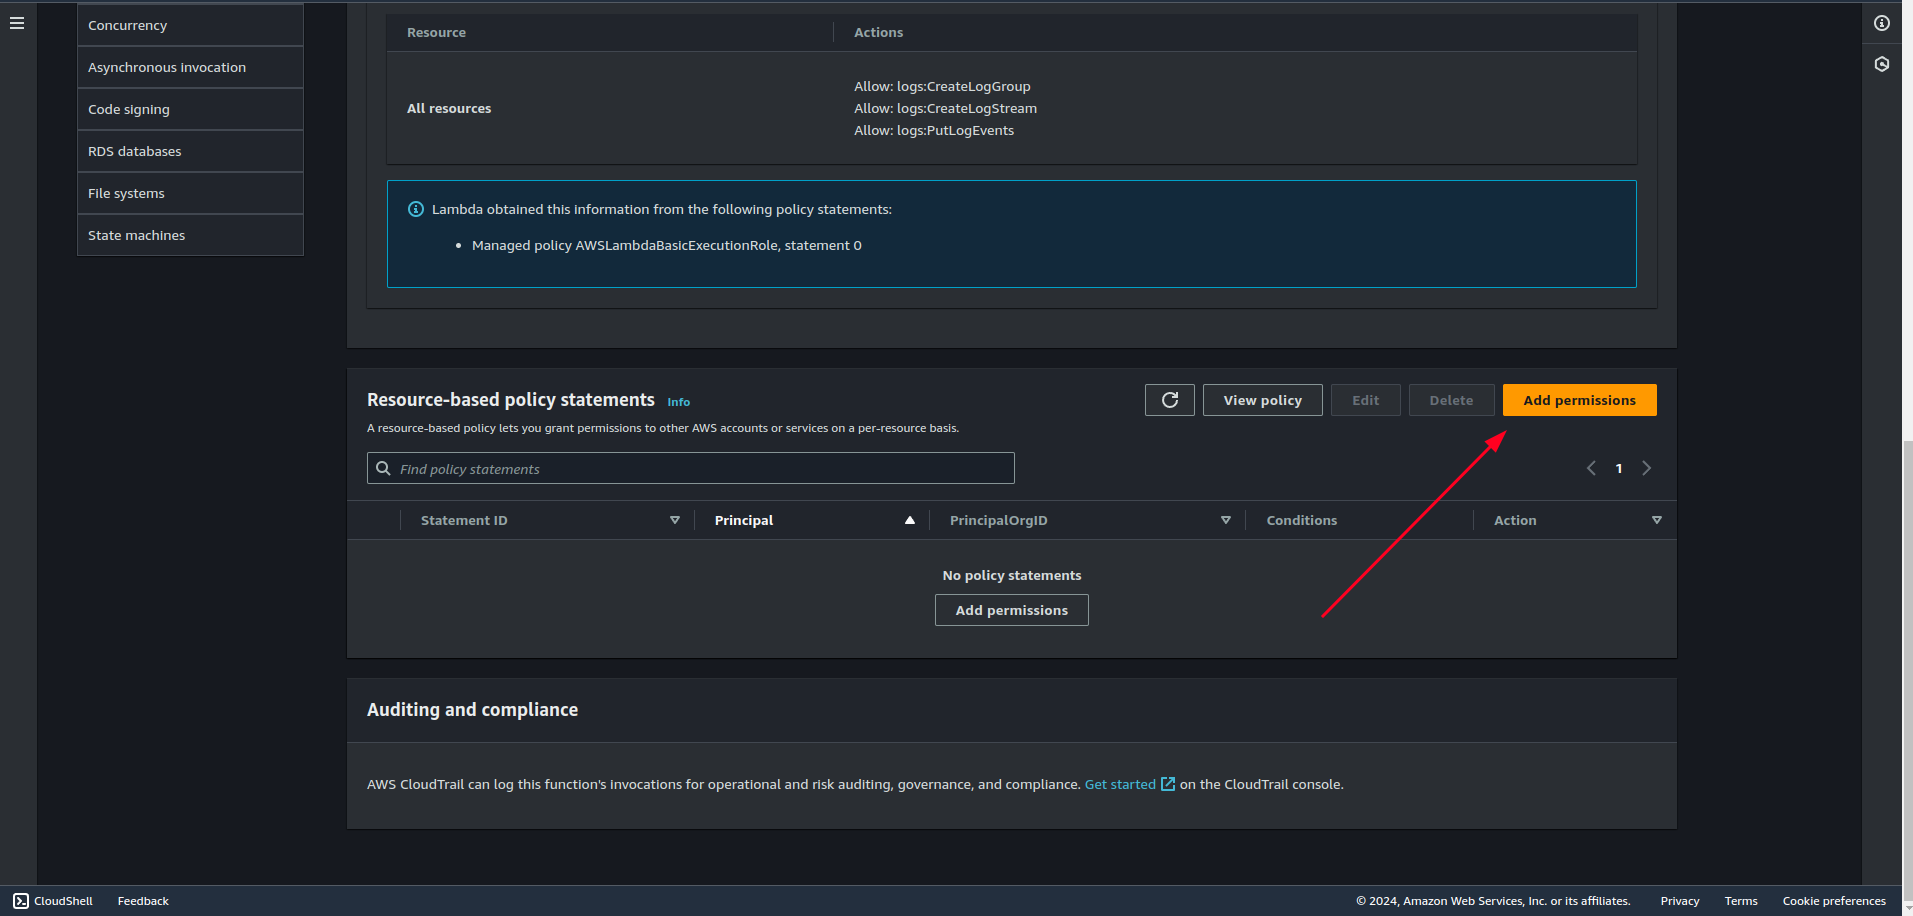 Concurrency
Asynchronous invocation
Code signing
RDS databases
File systems
State machines
Resource Actions
All resources
Allow: logs:CreateLogGroup
Allow: logs:CreateLogStream
Allow: logs:PutLogEvents
Lambda obtained this information from the following policy statements:
• Managed policy AWSLambdaBasicExecutionRole, statement 0
Resource-based policy statements Info
View policy Edit Delete Add permissions
A resource-based policy lets you grant permissions to other AWS accounts or services on a per-resource basis.
Find policy statements
1
Statement ID Principal PrincipalOrgID Conditions Action
No policy statements
Add permissions
Auditing and compliance
AWS CloudTrail can log this function's invocations for operational and risk auditing, governance, and compliance. Get started on the CloudTrail console.
CloudShell Feedback © 2024, Amazon Web Services, Inc. or its affiliates. Privacy Terms Cookie preferences